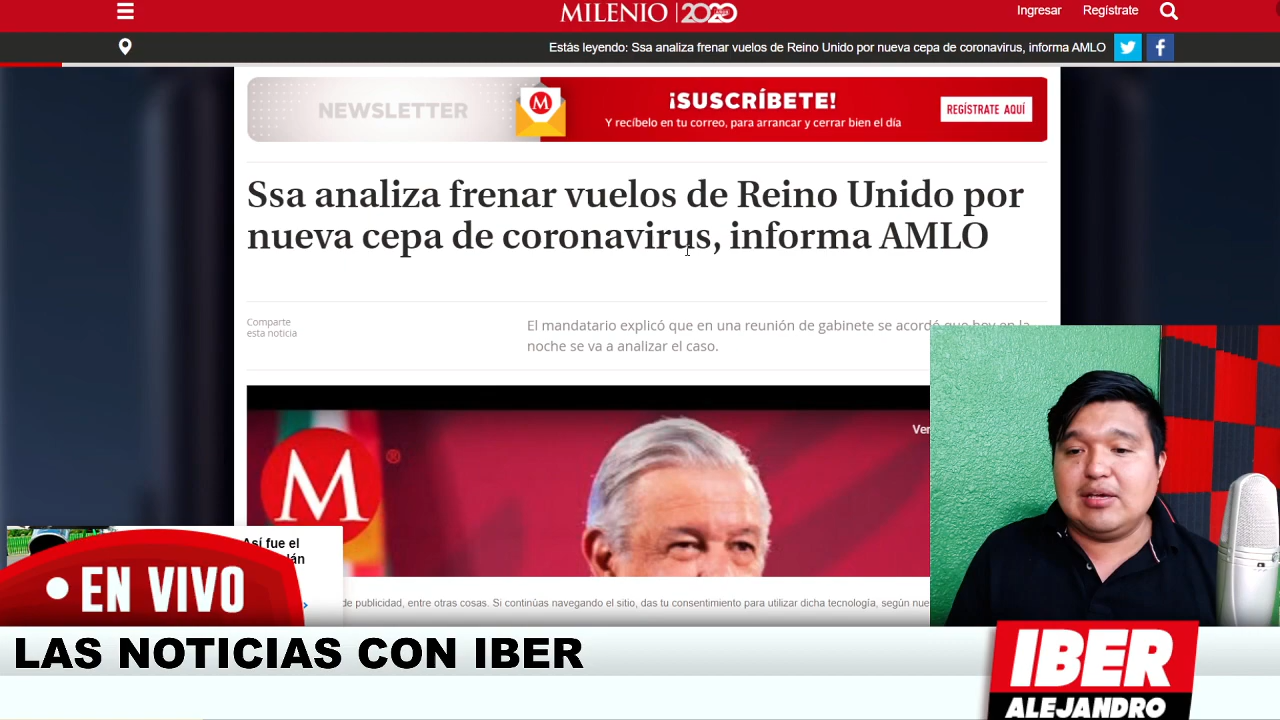 MILENIO | 2020
Ingresar
Regístrate
Estás leyendo: Ssa analiza frenar vuelos de Reino Unido por nueva cepa de coronavirus, informa AMLO
NEWSLETTER
M
¡SUSCRÍBETE!
Y recíbelo en tu correo, para arrancar y cerrar bien el día
REGÍSTRATE AQUÍ
Ssa analiza frenar vuelos de Reino Unido por
nueva cepa de coronavirus, informa AMLO
Comparte
esta noticia
El mandatario explicó que en una reunión de gabinete se acordó que hoy en la
noche se va a analizar el caso.
M®
Ver
Así fue el
de publicidad, entre otras cosas. Si continúas navegando el sitio, das tu consentimiento para utilizar dicha tecnología, según nue
EN VIVO
LAS NOTICIAS CON IBER
IBER
ALEJANDRO